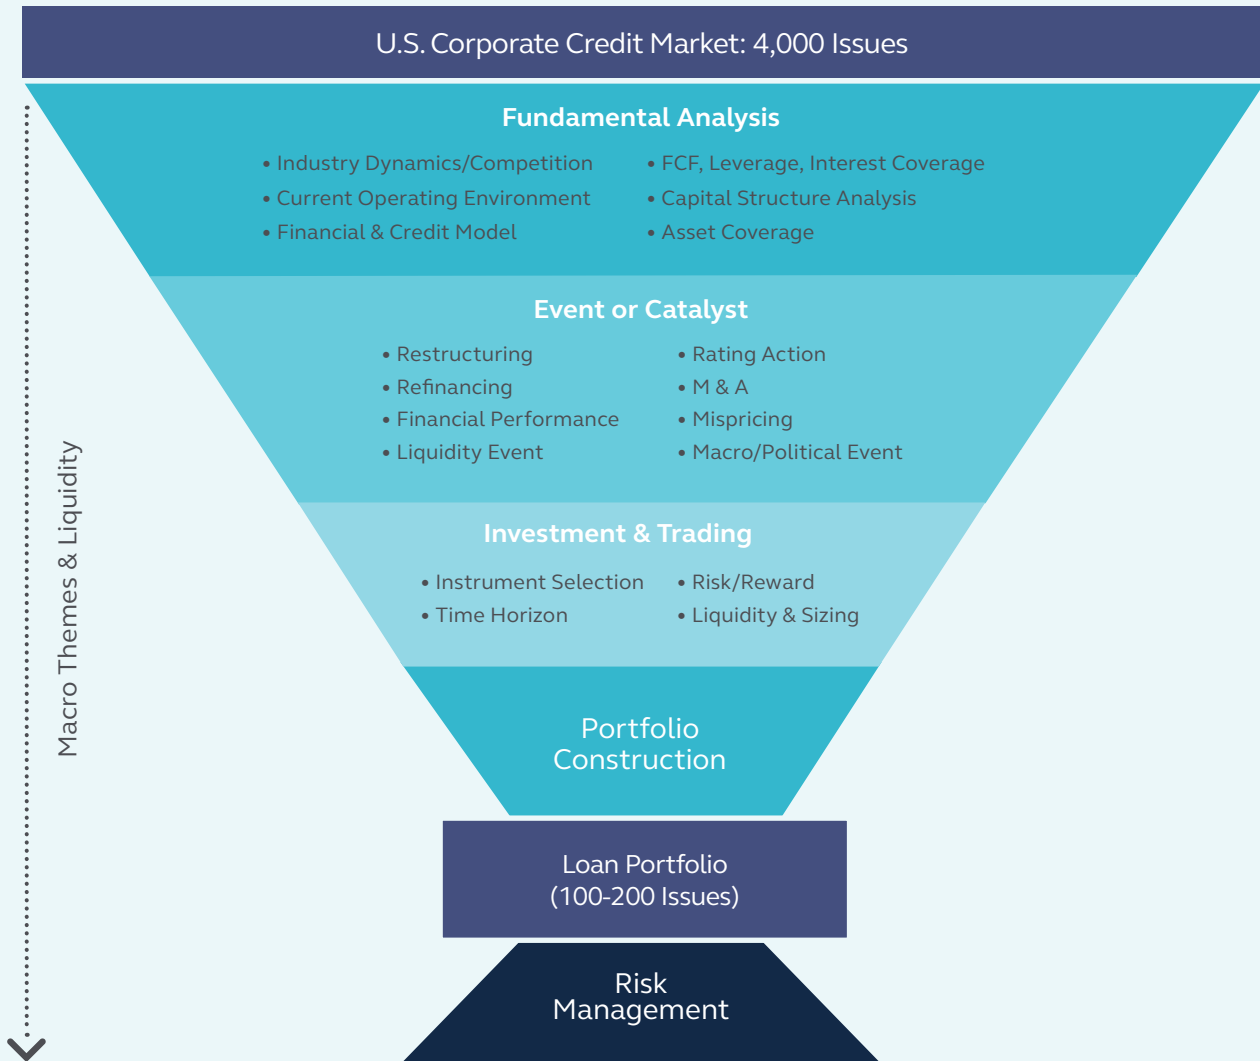 U.S. Corporate Credit Market: 4,000 Issues
Fundamental Analysis
• Industry Dynamics/Competition
• Current Operating Environment
• Financial & Credit Model
• FCF, Leverage, Interest Coverage
• Capital Structure Analysis
• Asset Coverage
Event or Catalyst
• Restructuring
• Refinancing
• Financial Performance
• Liquidity Event
• Rating Action
• M & A
• Mispricing
• Macro/Political Event
Investment & Trading
• Instrument Selection
• Time Horizon
• Risk/Reward
• Liquidity & Sizing
Portfolio
Construction
Loan Portfolio
(100-200 Issues)
Risk
Management
Macro Themes & Liquidity